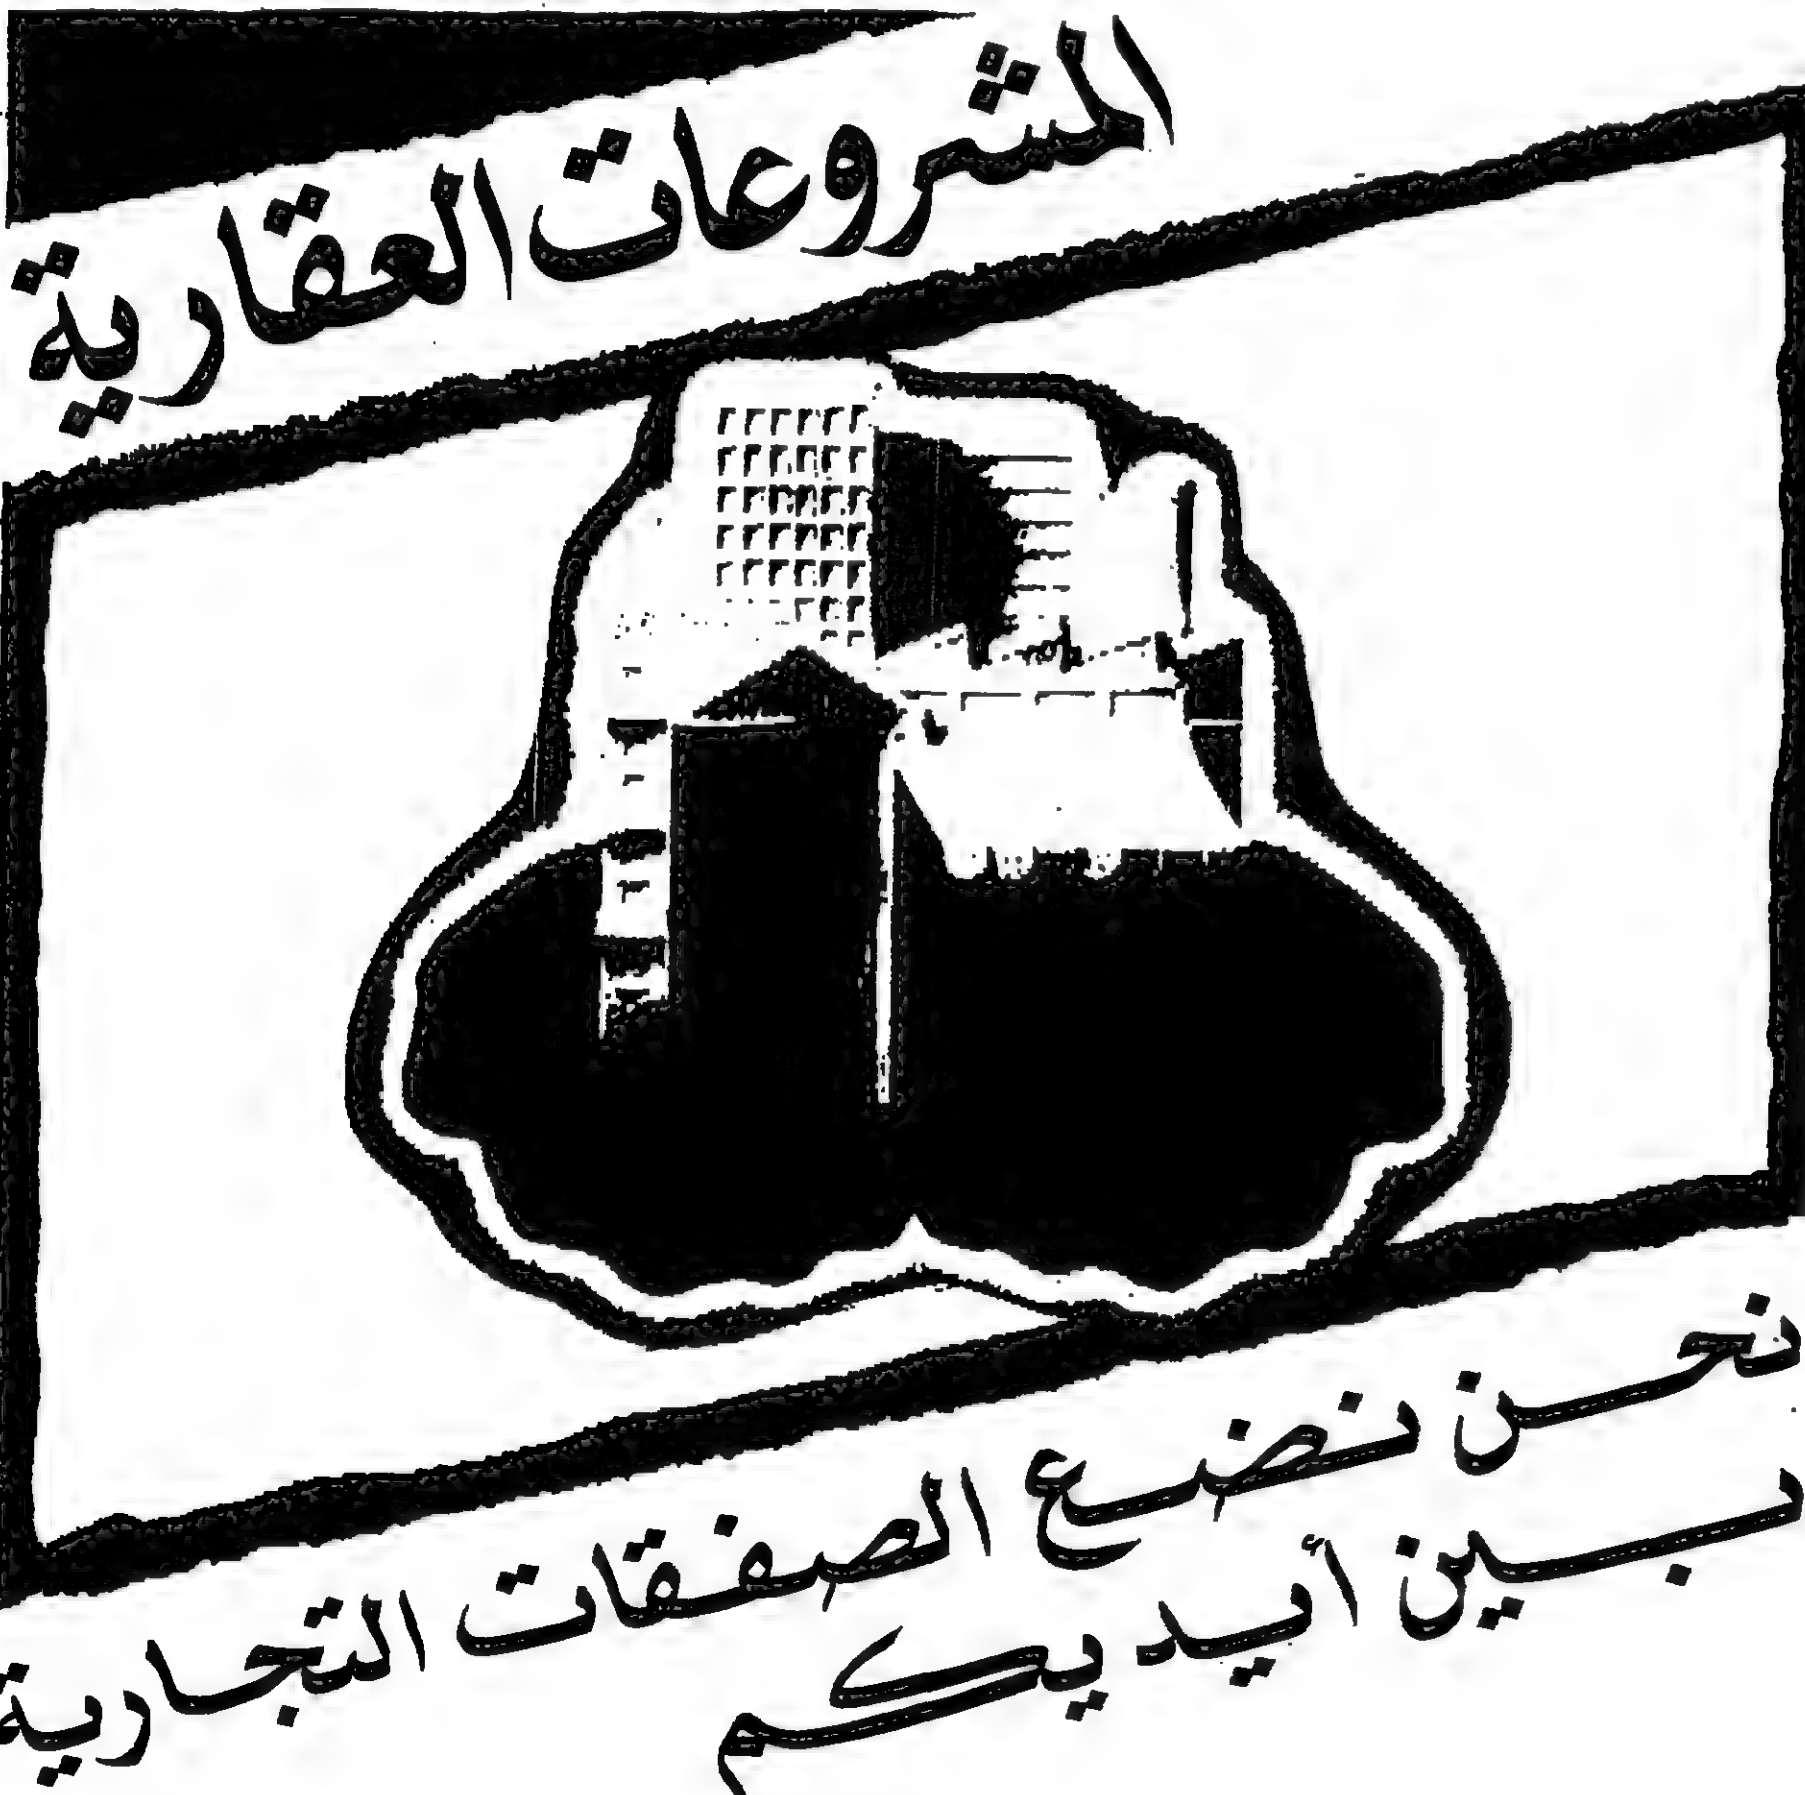 المشروعات العقارية
نحن نضع الصفقات التجارية
بين أيديكم